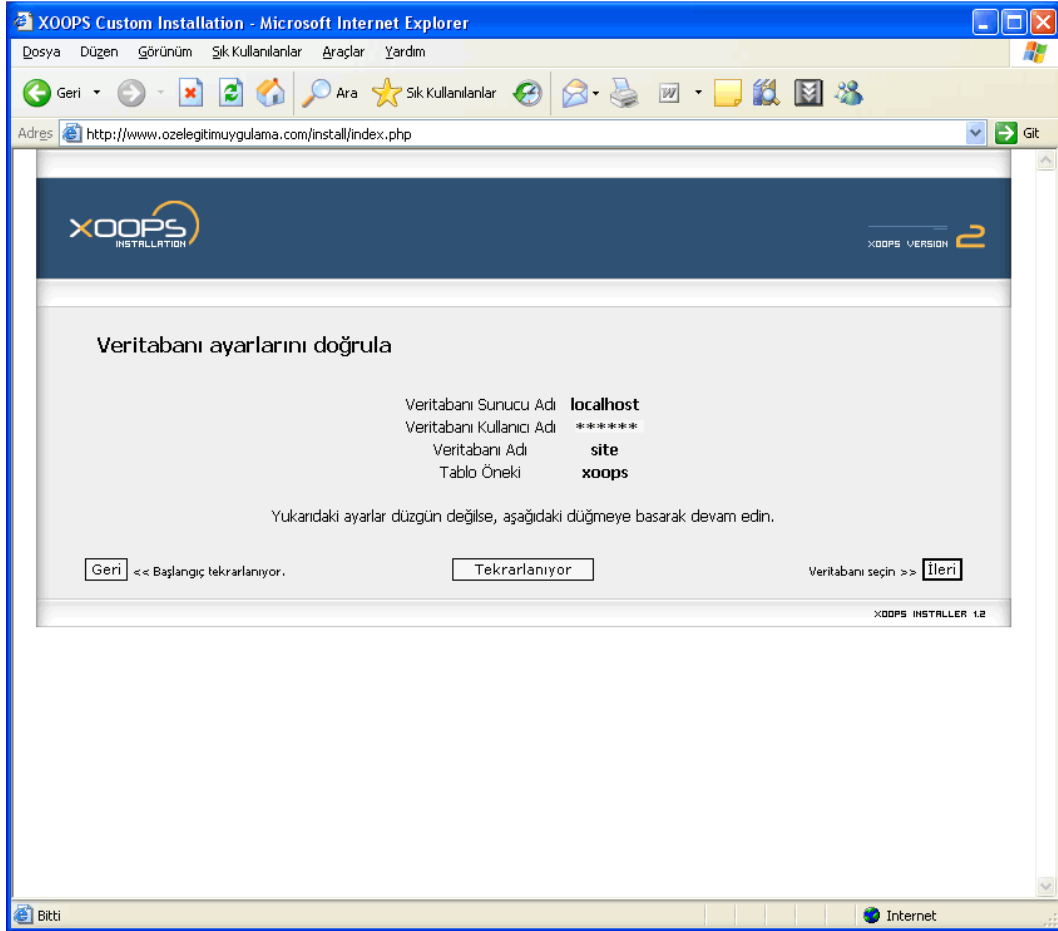 XOOPS Custom Installation - Microsoft Internet Explorer
Dosya Düzen Görünüm Sık Kullanılanlar Araçlar Yardım
Geri Ara Sık Kullanılanlar
Adres http://www.ozelegitimuygulama.com/install/index.php Git
XOOPS
INSTALLATION
XOOPS VERSION 2
Veritabanı ayarlarını doğrula
Veritabanı Sunucu Adı localhost
Veritabanı Kullanıcı Adı ******
Veritabanı Adı site
Tablo Öneki xoops
Yukarıdaki ayarlar düzgün değilse, aşağıdaki düğmeye basarak devam edin.
Geri << Başlangıç tekrarlanıyor. Tekrarlanıyor Veritabanı seçin >> İleri
XOOPS INSTALLER 1.2
Bitti Internet